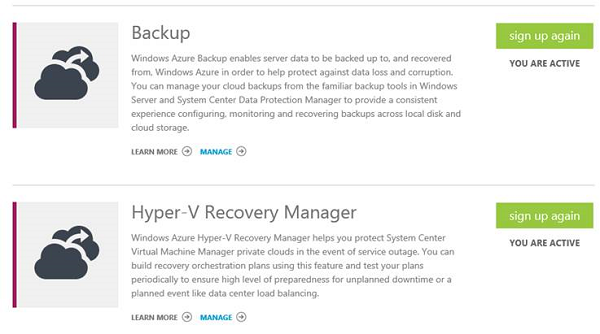 Backup
sign up again
Windows Azure Backup enables server data to be backed up to, and recovered
YOU ARE ACTIVE
from, Windows Azure in order to help protect against data loss and corruption.
You can manage your cloud backups from the familiar backup tools in Windows
Server and System Center Data Protection Manager to provide a consistent
experience configuring, monitoring and recovering backups across local disk and
cloud storage.
LEARN MORE MANAGE
Hyper-V Recovery Manager
sign up again
Windows Azure Hyper-V Recovery Manager helps you protect System Center
YOU ARE ACTIVE
Virtual Machine Manager private clouds in the event of service outage. You can
build recovery orchestration plans using this feature and test your plans
periodically to ensure high level of preparedness for unplanned downtime or a
planned event like data center load balancing.
LEARN MORE MANAGE